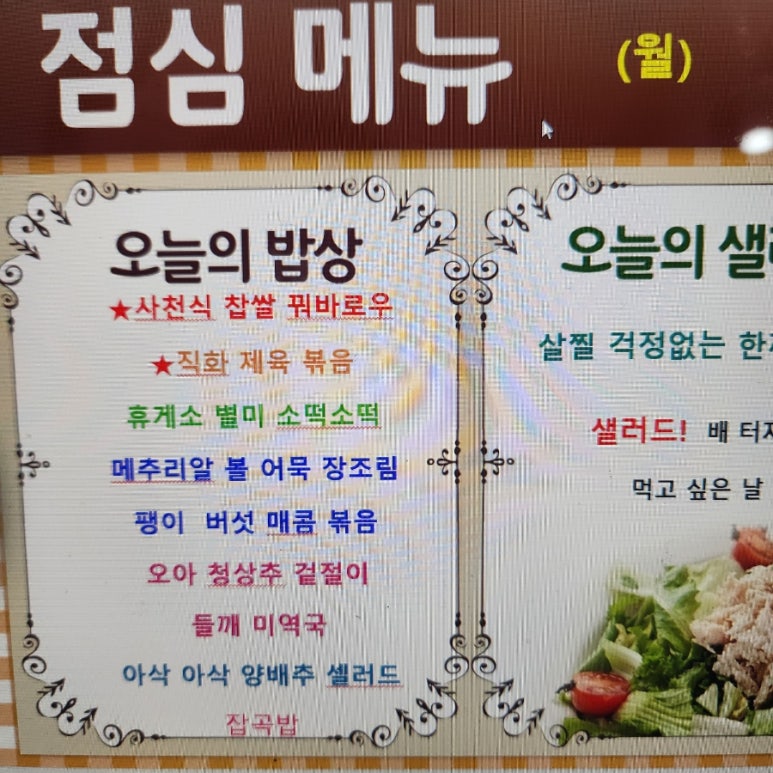 점심 메뉴 (월)
오늘의 밥상
★사천식 찹쌀 꿔바로우
★직화 제육 볶음
휴게소 별미 소떡소떡
메추리알 볼 어묵 장조림
팽이 버섯 매콤 볶음
오아 청상추 겉절이
들깨 미역국
아삭 아삭 양배추 셀러드
잡곡밥
오늘의
살찔 걱정없는
샐러드! 배
먹고 싶은 날